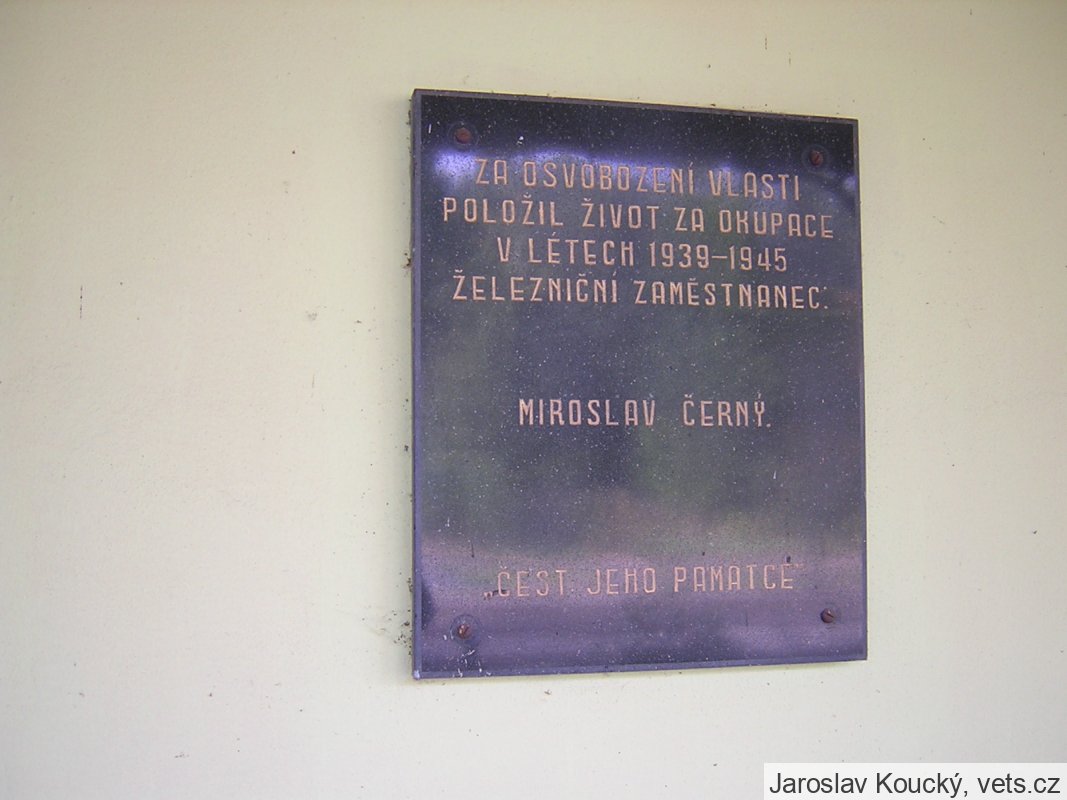 ZA OSVOBOZENÍ VLASTI
POLOŽIL ŽIVOT ZA OKUPACE
V LÉTECH 1939–1945
ŽELEZNIČNÍ ZAMĚSTNANEC:
MIROSLAV ČERNÝ.
„ČEST JEHO PAMÁTCE"
Jaroslav Koucký, vets.cz